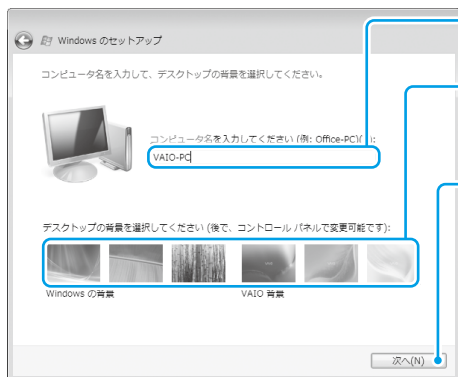 Windows のセットアップ
コンピュータ名を入力して、デスクトップの背景を選択してください。
コンピュータ名を入力してください (例: Office-PC)( ):
VAIO-PC
デスクトップの背景を選択してください (後で、コントロール パネルで変更可能です):
Windows の背景 VAIO 背景
次へ(N)